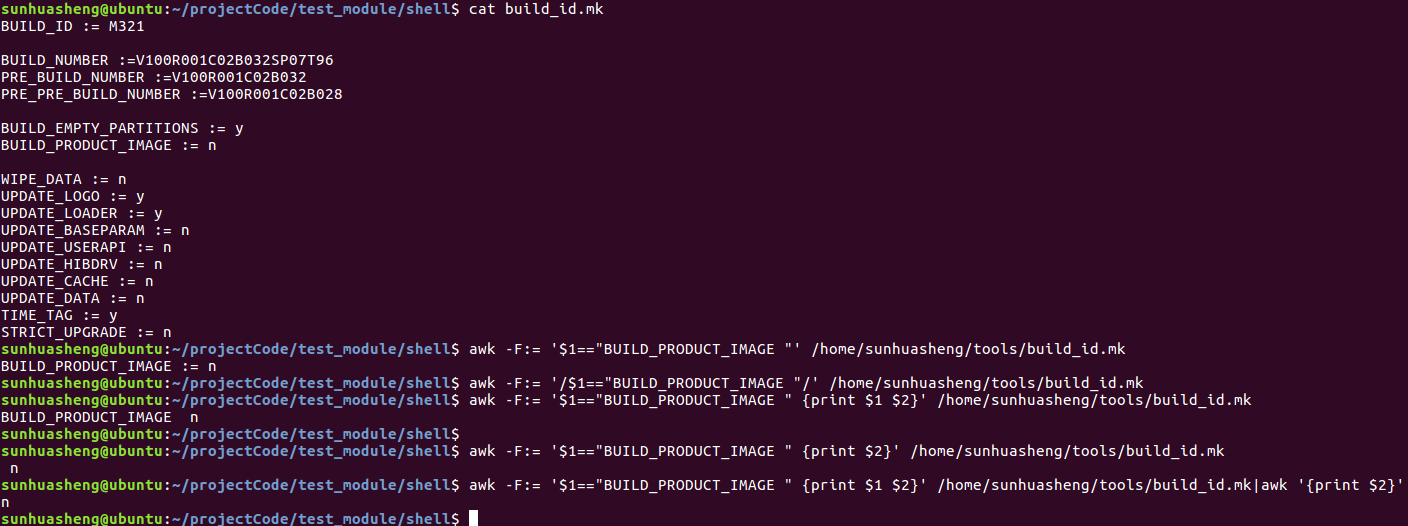 sunhuasheng@ubuntu:~/projectCode/test_module/shell$ cat build_id.mk
BUILD_ID := M321
BUILD_NUMBER :=V100R001C02B032SP07T96
PRE_BUILD_NUMBER :=V100R001C02B032
PRE_PRE_BUILD_NUMBER :=V100R001C02B028
BUILD_EMPTY_PARTITIONS := y
BUILD_PRODUCT_IMAGE := n
WIPE_DATA := n
UPDATE_LOGO := y
UPDATE_LOADER := y
UPDATE_BASEPARAM := n
UPDATE_USERAPI := n
UPDATE_HIBDRV := n
UPDATE_CACHE := n
UPDATE_DATA := n
TIME_TAG := y
STRICT_UPGRADE := n
sunhuasheng@ubuntu:~/projectCode/test_module/shell$ awk -F:= '$1=="BUILD_PRODUCT_IMAGE "' /home/sunhuasheng/tools/build_id.mk
BUILD_PRODUCT_IMAGE := n
sunhuasheng@ubuntu:~/projectCode/test_module/shell$ awk -F:= '/$1=="BUILD_PRODUCT_IMAGE "/' /home/sunhuasheng/tools/build_id.mk
sunhuasheng@ubuntu:~/projectCode/test_module/shell$ awk -F:= '$1=="BUILD_PRODUCT_IMAGE " {print $1 $2}' /home/sunhuasheng/tools/build_id.mk
BUILD_PRODUCT_IMAGE  n
sunhuasheng@ubuntu:~/projectCode/test_module/shell$
sunhuasheng@ubuntu:~/projectCode/test_module/shell$ awk -F:= '$1=="BUILD_PRODUCT_IMAGE " {print $2}' /home/sunhuasheng/tools/build_id.mk
 n
sunhuasheng@ubuntu:~/projectCode/test_module/shell$ awk -F:= '$1=="BUILD_PRODUCT_IMAGE " {print $1 $2}' /home/sunhuasheng/tools/build_id.mk|awk '{print $2}'
n
sunhuasheng@ubuntu:~/projectCode/test_module/shell$